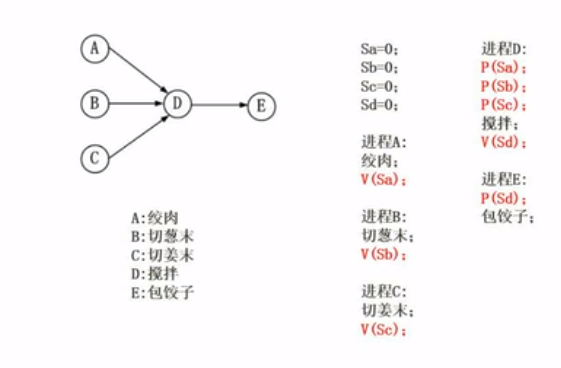 A
B
C
D
E
A:绞肉
B:切葱末
C:切姜末
D:搅拌
E:包饺子
Sa=0;
Sb=0;
Sc=0;
Sd=0;
进程A:
绞肉;
V(Sa);
进程B:
切葱末;
V(Sb);
进程C:
切姜末;
V(Sc);
进程D:
P(Sa);
P(Sb);
P(Sc);
搅拌;
V(Sd);
进程E:
P(Sd);
包饺子;